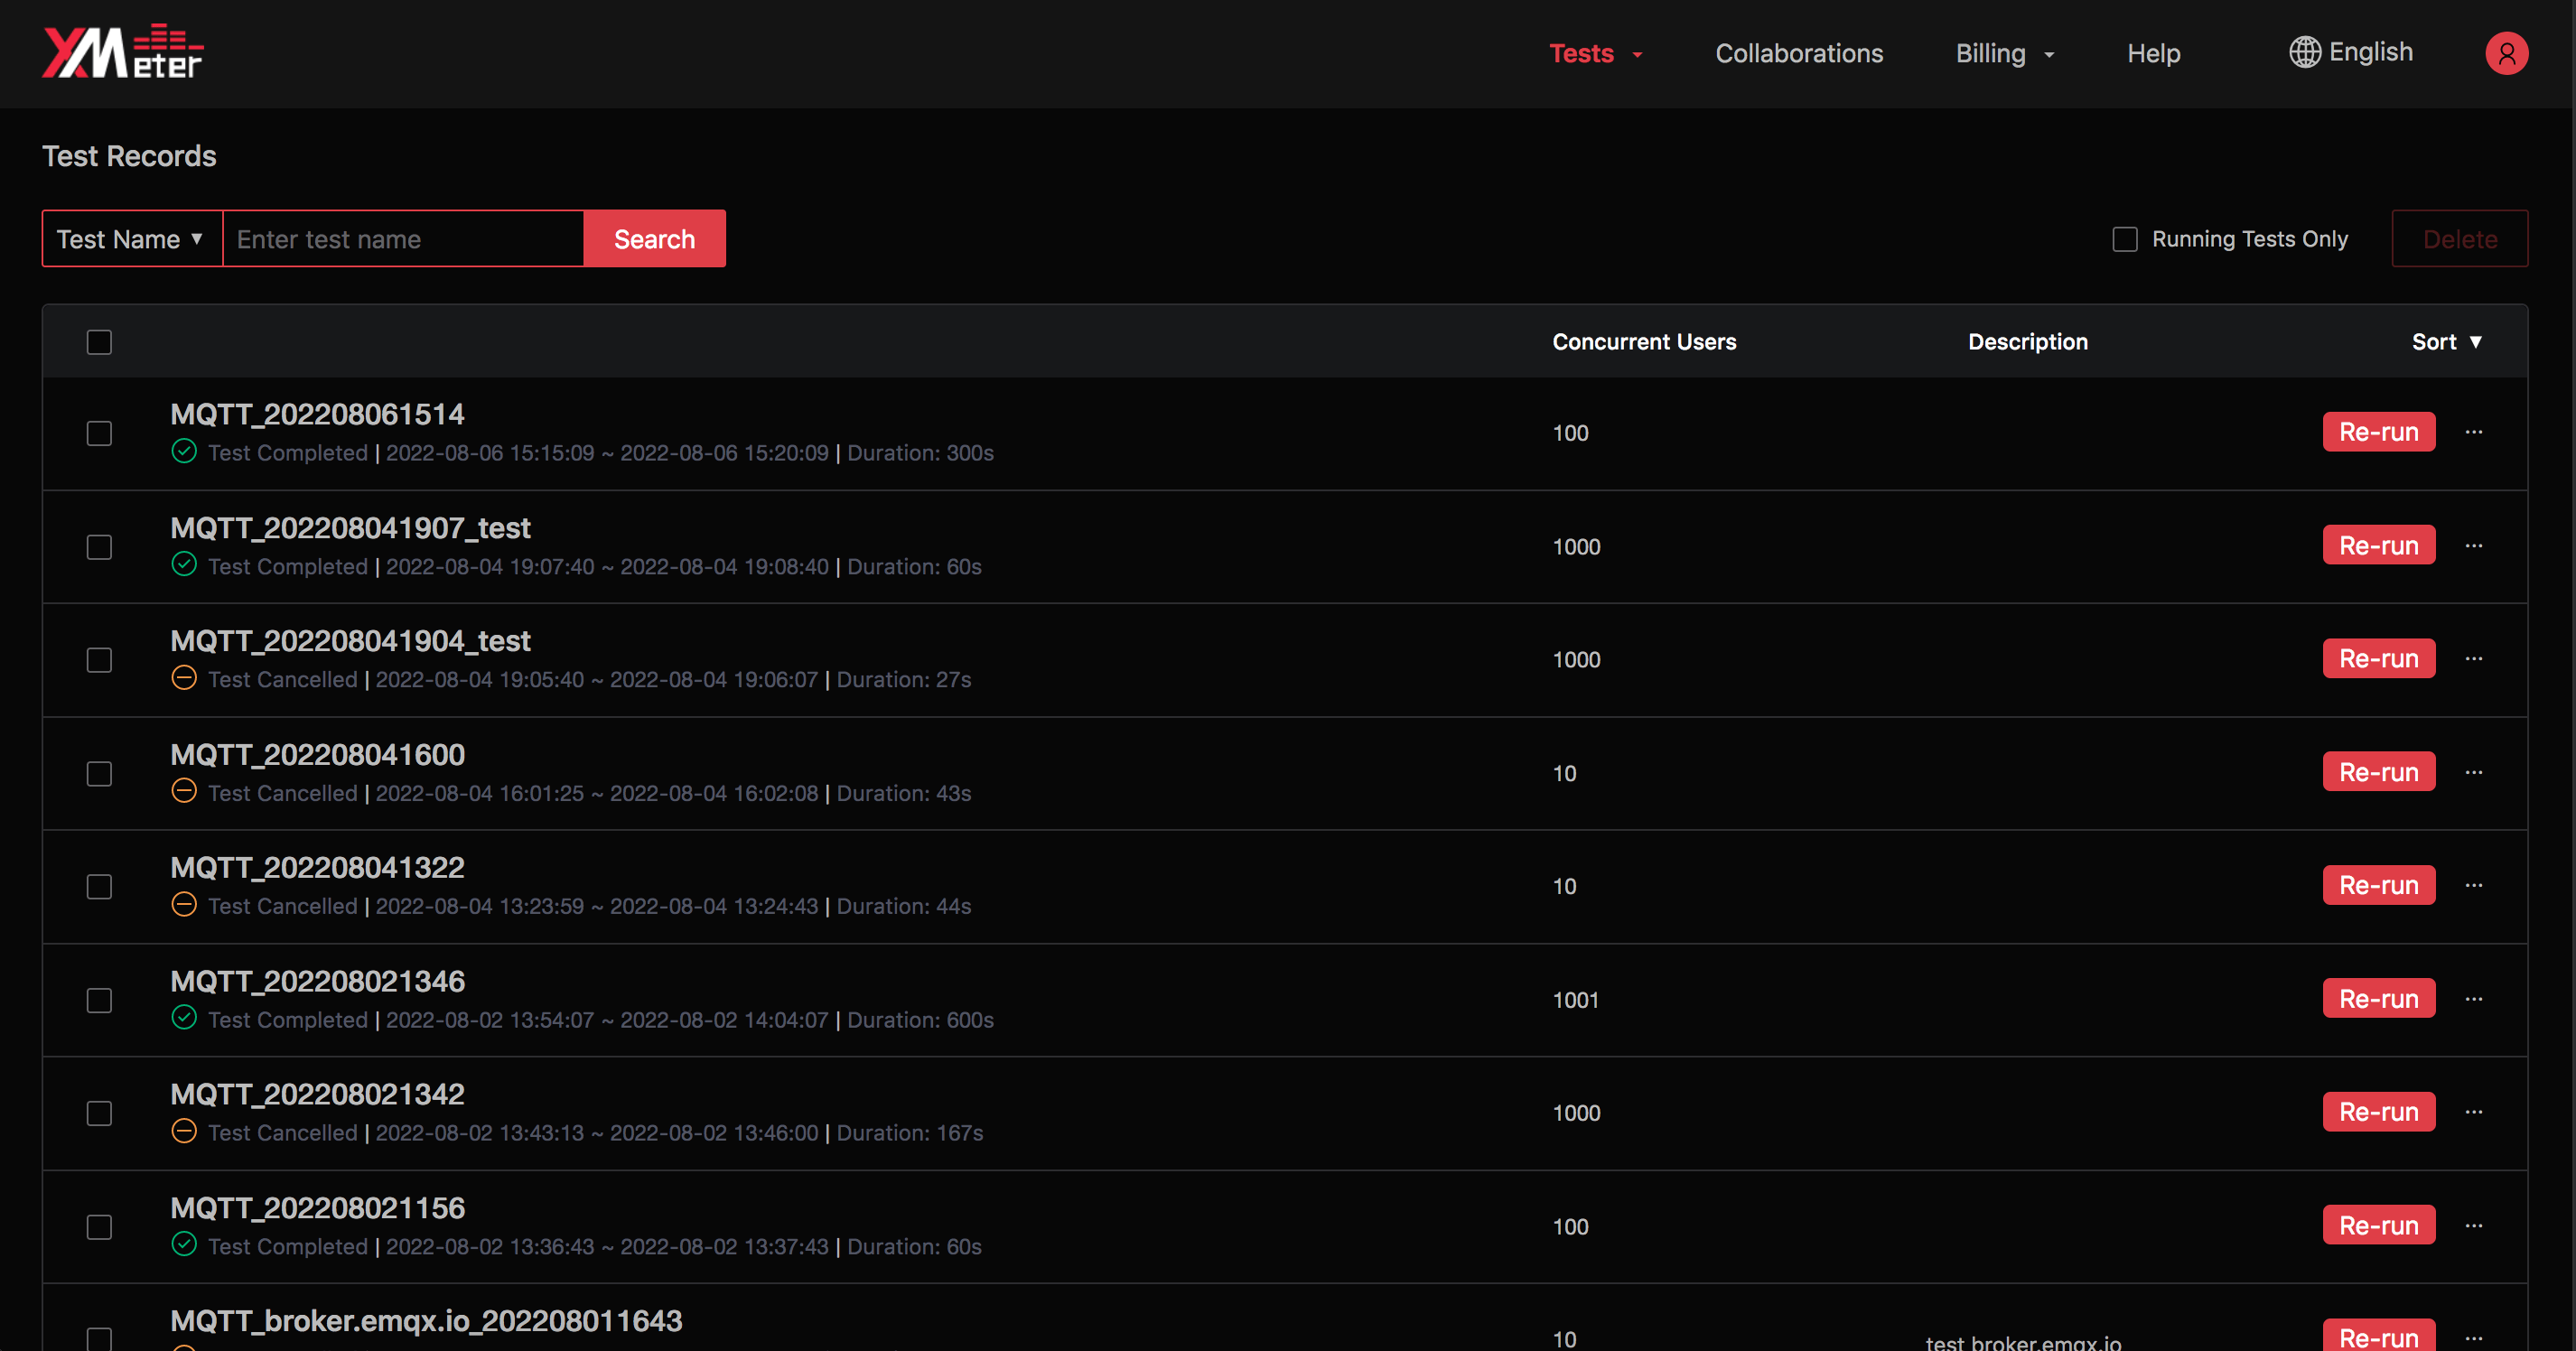 XMeter
Tests Collaborations Billing Help English
Test Records
Test Name ▼ Enter test name Search Running Tests Only Delete
Concurrent Users Description Sort ▼
MQTT_202208061514
Test Completed | 2022-08-06 15:15:09 ~ 2022-08-06 15:20:09 | Duration: 300s
100 Re-run ...
MQTT_202208041907_test
Test Completed | 2022-08-04 19:07:40 ~ 2022-08-04 19:08:40 | Duration: 60s
1000 Re-run ...
MQTT_202208041904_test
Test Cancelled | 2022-08-04 19:05:40 ~ 2022-08-04 19:06:07 | Duration: 27s
1000 Re-run ...
MQTT_202208041600
Test Cancelled | 2022-08-04 16:01:25 ~ 2022-08-04 16:02:08 | Duration: 43s
10 Re-run ...
MQTT_202208041322
Test Cancelled | 2022-08-04 13:23:59 ~ 2022-08-04 13:24:43 | Duration: 44s
10 Re-run ...
MQTT_202208021346
Test Completed | 2022-08-02 13:54:07 ~ 2022-08-02 14:04:07 | Duration: 600s
1001 Re-run ...
MQTT_202208021342
Test Cancelled | 2022-08-02 13:43:13 ~ 2022-08-02 13:46:00 | Duration: 167s
1000 Re-run ...
MQTT_202208021156
Test Completed | 2022-08-02 13:36:43 ~ 2022-08-02 13:37:43 | Duration: 60s
100 Re-run ...
MQTT_broker.emqx.io_202208011643
10 test broker.emqx.io Re-run ...